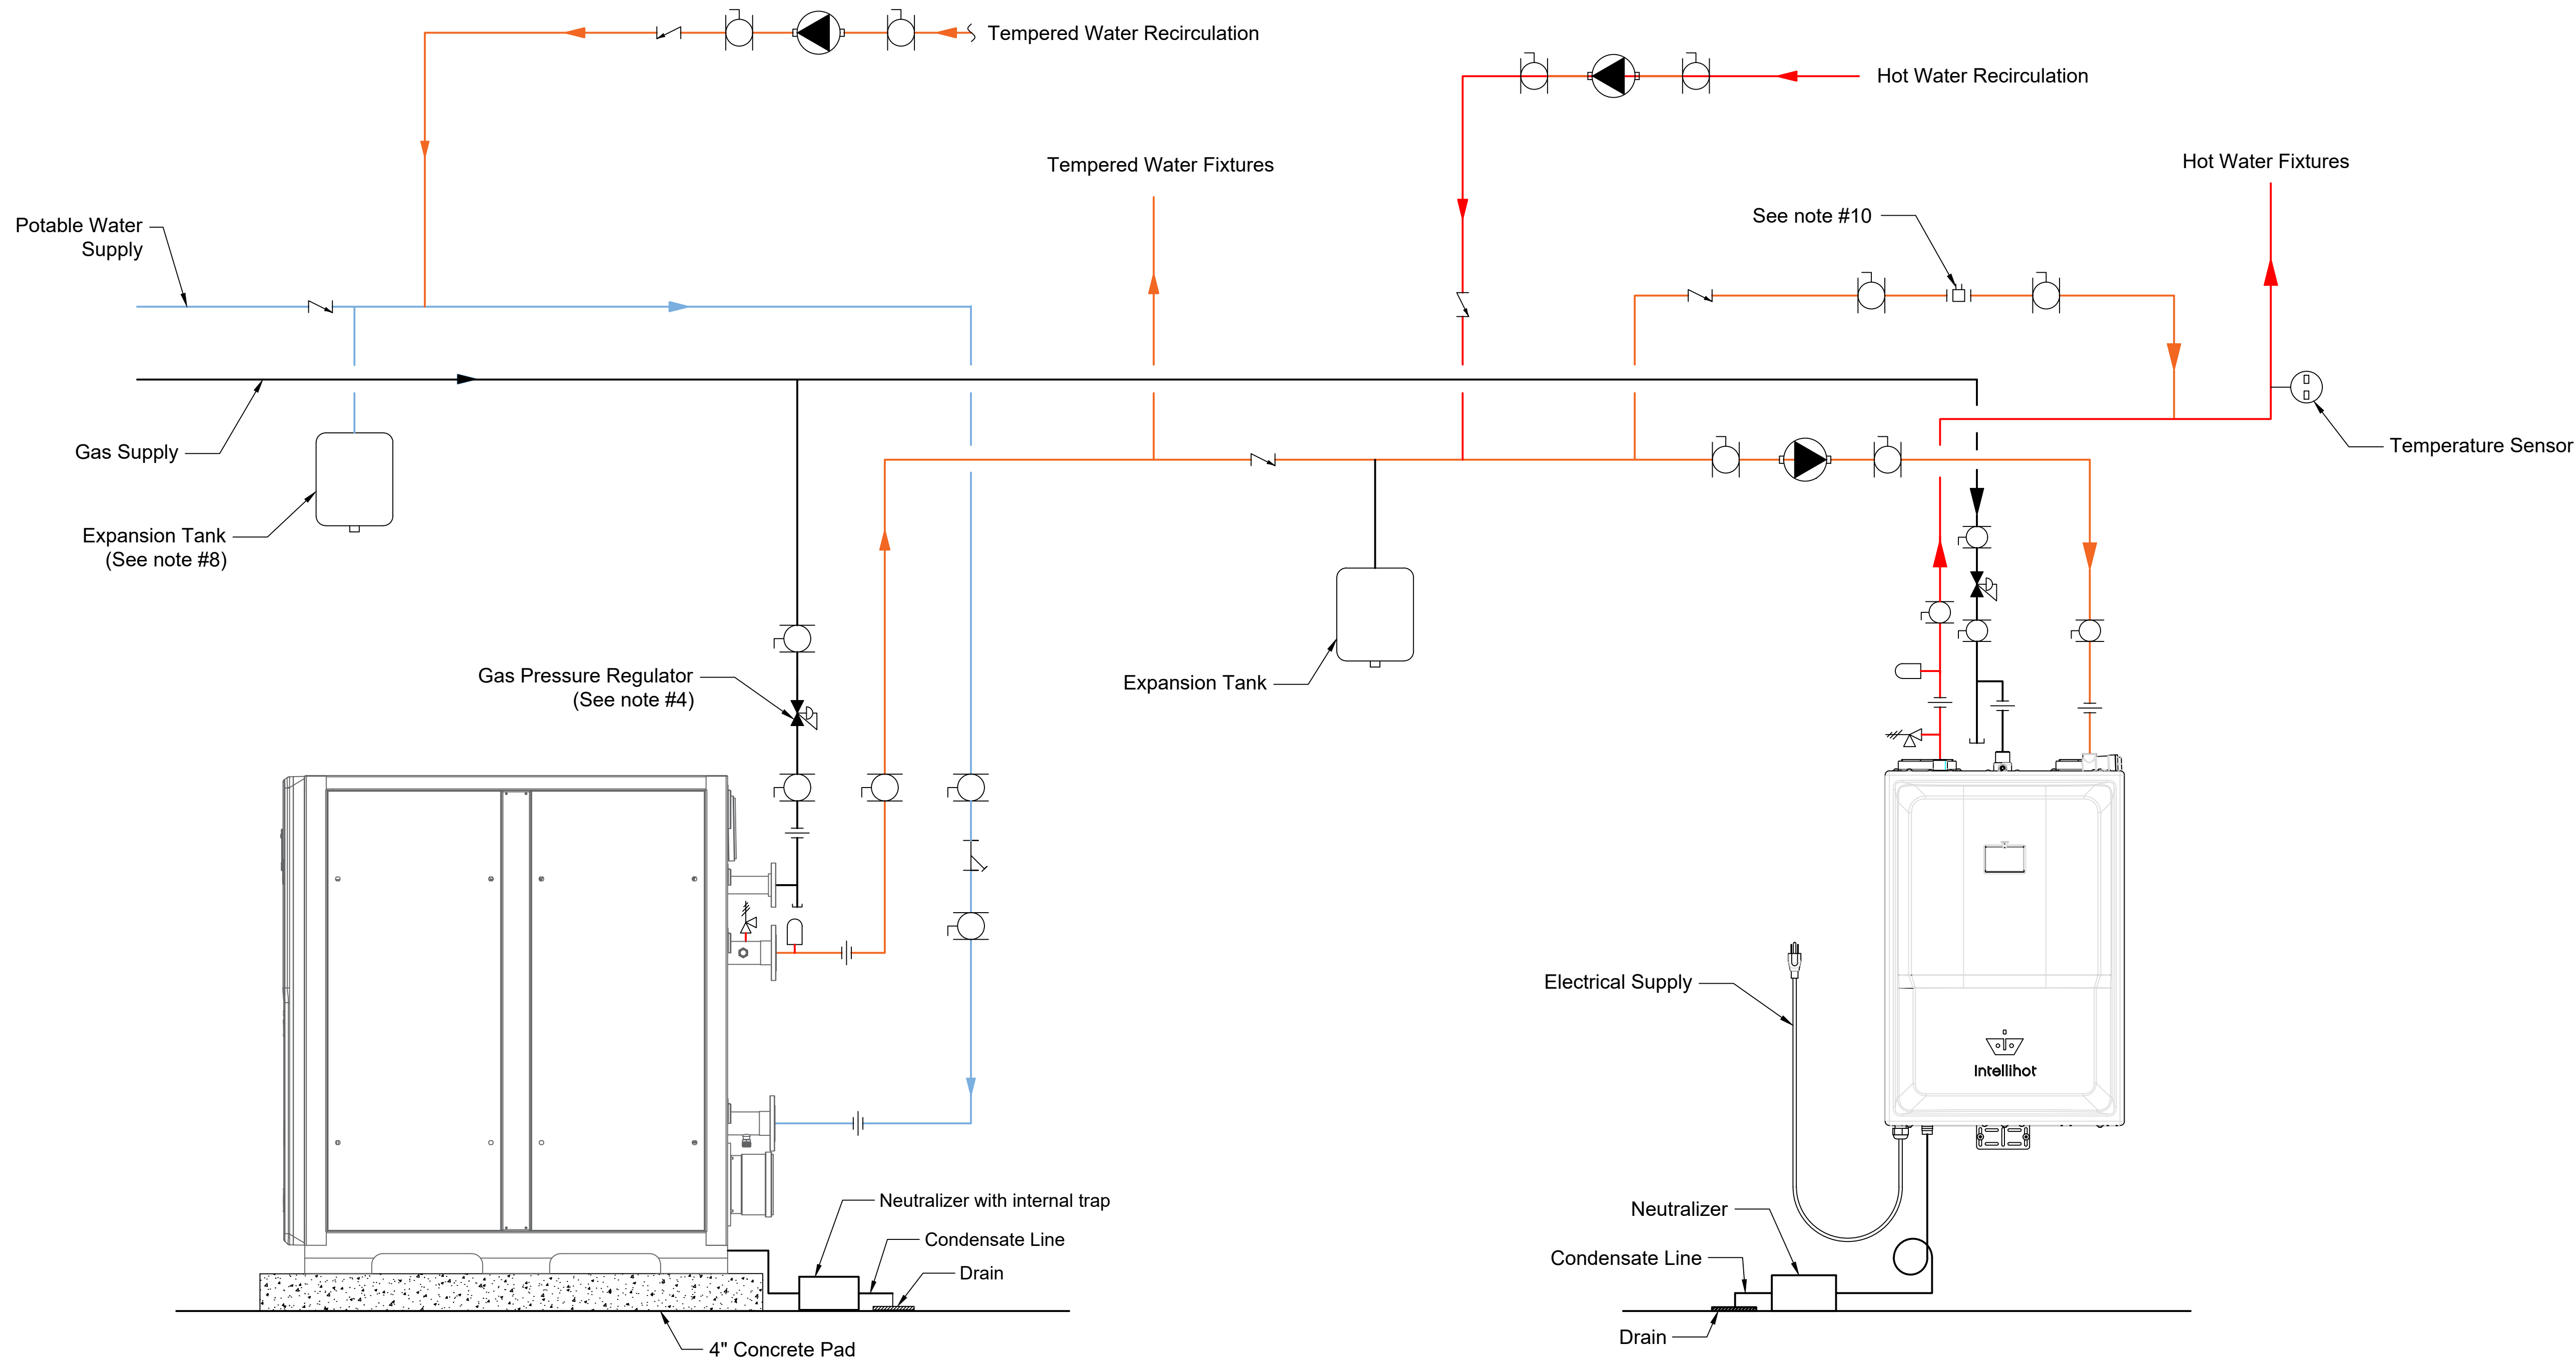 Tempered Water Recirculation
Hot Water Recirculation
Tempered Water Fixtures
Hot Water Fixtures
See note #10
Potable Water
Supply
Gas Supply
Temperature Sensor
Expansion Tank
(See note #8)
Gas Pressure Regulator
(See note #4)
Expansion Tank
Electrical Supply
Intellihot
Neutralizer with internal trap
Condensate Line
Drain
Neutralizer
Condensate Line
Drain
4" Concrete Pad